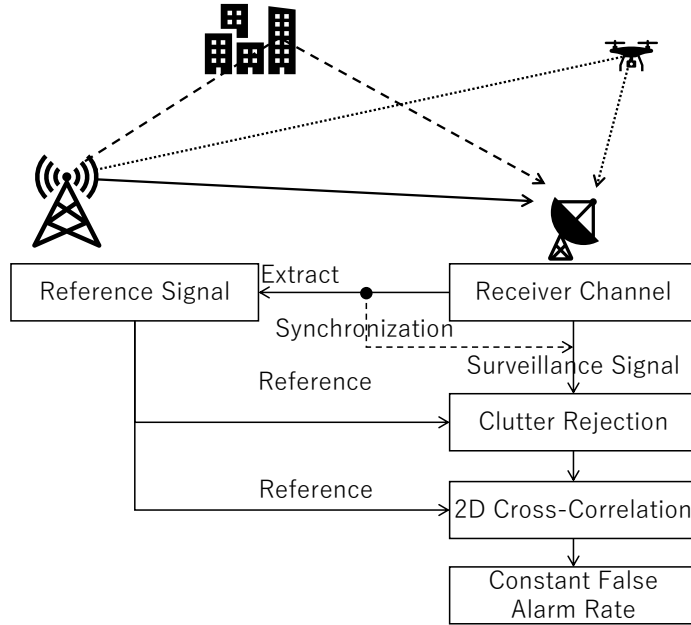 Extract
Reference Signal
Receiver Channel
Synchronization
Surveillance Signal
Reference
Clutter Rejection
Reference
2D Cross-Correlation
Constant False
Alarm Rate